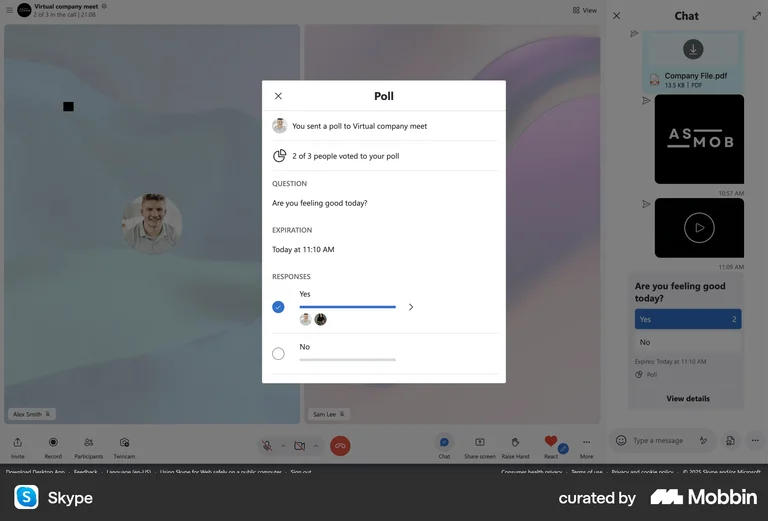 Virtual company meet
2 of 3 in the call | 21:08
View
Chat
Company File.pdf
13.5 KB | PDF
AS
MOB
10:57 AM
11:09 AM
Are you feeling good today?
Yes 2
No
Expires: Today at 11:10 AM
Poll
View details
Type a message
Poll
You sent a poll to Virtual company meet
2 of 3 people voted to your poll
QUESTION
Are you feeling good today?
EXPIRATION
Today at 11:10 AM
RESPONSES
Yes
No
Alex Smith
Sam Lee
Invite
Record
Participants
Twincam
Chat
Share screen
Raise Hand
React
More
Download Desktop App
Feedback
Language (en-US)
Using Skype for Web safely on a public computer
Sign out
Consumer health privacy
Terms of use
Privacy and cookie policy
© 2025 Skype and/or Microsoft
Skype
curated by Mobbin